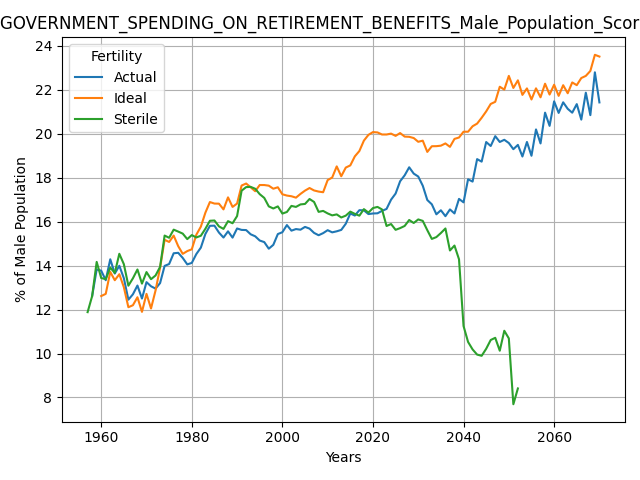 GOVERNMENT_SPENDING_ON_RETIREMENT_BENEFITS_Male_Population_Scor
Fertility
Actual
Ideal
Sterile
24
22
20
18
16
14
12
10
8
% of Male Population
1960 1980 2000 2020 2040 2060
Years